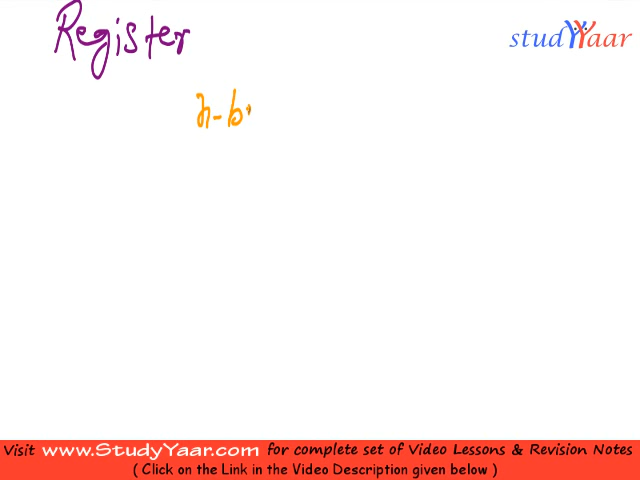 Register
studYYaar
n-b
Visit www.StudyYaar.com for complete set of Video Lessons & Revision Notes
( Click on the Link in the Video Description given below )